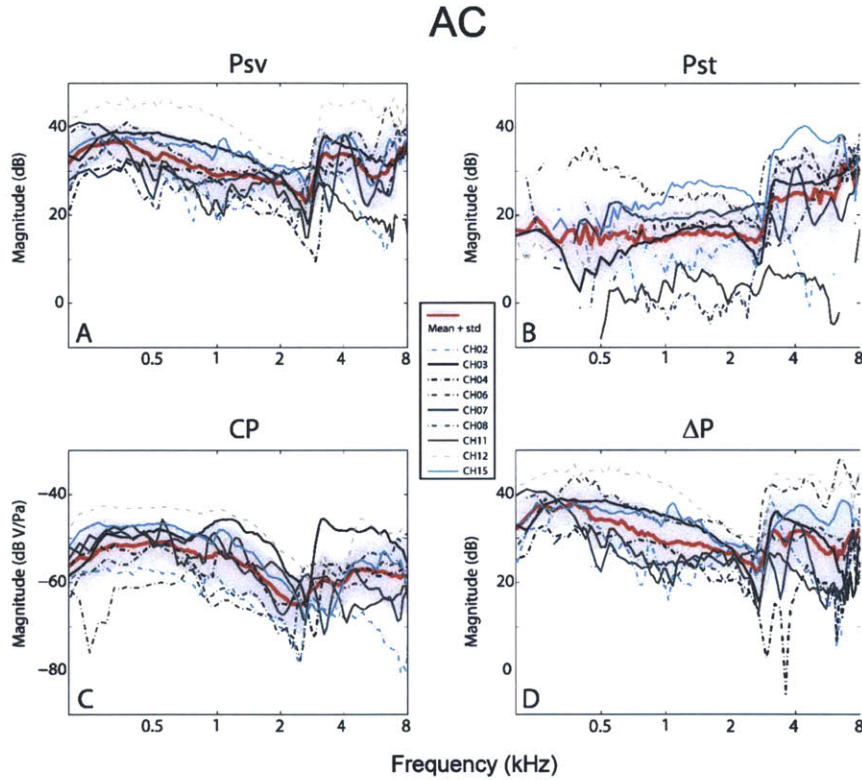 AC
Psv
Magnitude (dB)
40
20
0
A
0.5 1 2 4 8
Pst
Magnitude (dB)
40
20
0
B
0.5 1 2 4 8
Mean + std
CH02
CH03
CH04
CH06
CH07
CH08
CH11
CH12
CH15
CP
Magnitude (dB V/Pa)
−40
−60
−80
C
0.5 1 2 4 8
ΔP
Magnitude (dB)
40
20
0
D
0.5 1 2 4 8
Frequency (kHz)